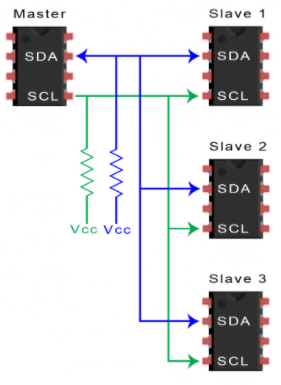 Master
Slave 1
SDA
SDA
SCL
SCL
Slave 2
SDA
Vcc Vcc
SCL
Slave 3
SDA
SCL